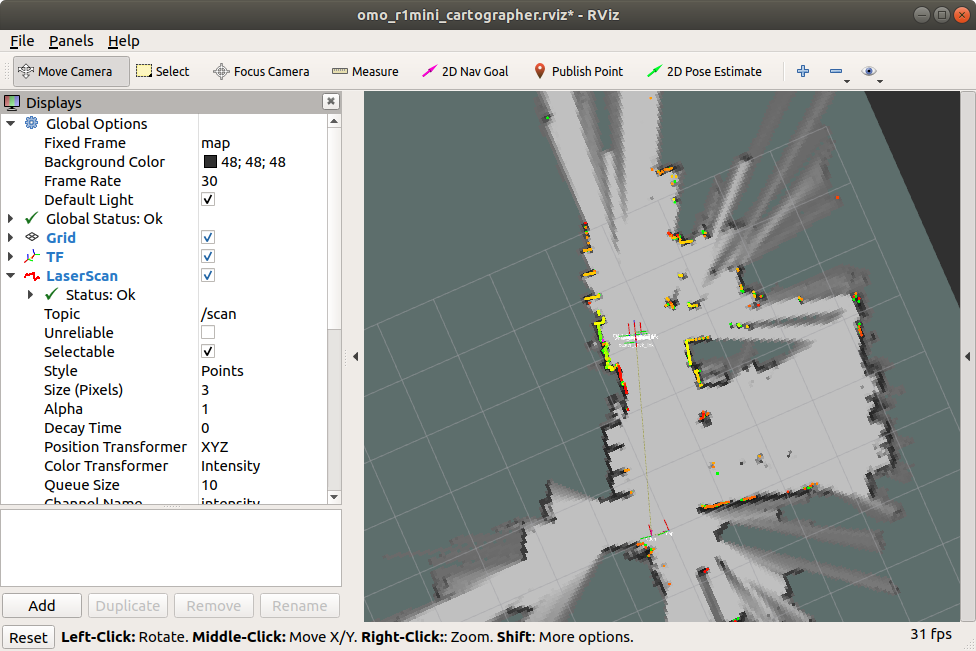 omo_r1mini_cartographer.rviz* - RViz
File Panels Help
Move Camera Select Focus Camera Measure 2D Nav Goal Publish Point 2D Pose Estimate
Displays
Global Options
Fixed Frame map
Background Color 48; 48; 48
Frame Rate 30
Default Light
Global Status: Ok
Grid
TF
LaserScan
Status: Ok
Topic /scan
Unreliable
Selectable
Style Points
Size (Pixels) 3
Alpha 1
Decay Time 0
Position Transformer XYZ
Color Transformer Intensity
Queue Size 10
Channel Name intensity
Add Duplicate Remove Rename
Reset Left-Click: Rotate. Middle-Click: Move X/Y. Right-Click:: Zoom. Shift: More options. 31 fps